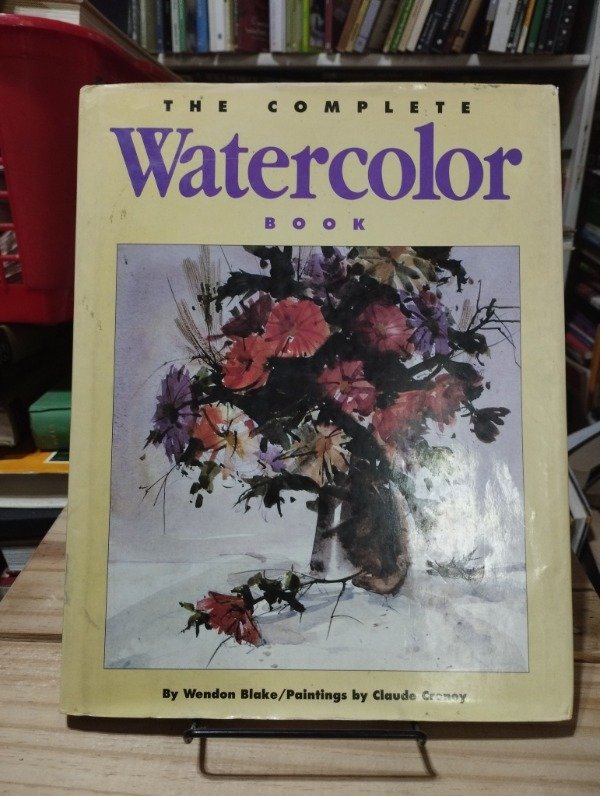 THE COMPLETE
Watercolor
BOOK
By Wendon Blake/Paintings by Claude Croney